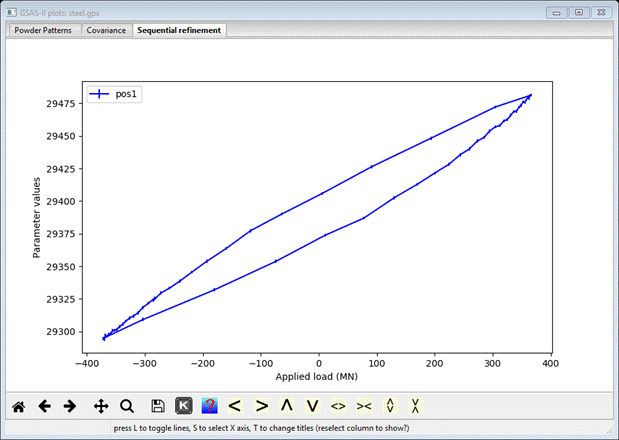 GSAS-II plots: steel.gpx
Powder Patterns Covariance Sequential refinement
pos1
29475
29450
29425
29400
29375
29350
29325
29300
Parameter values
−400 −300 −200 −100 0 100 200 300 400
Applied load (MN)
K ? < > Λ V <> >< Λ V V Λ
press L to toggle lines, S to select X axis, T to change titles (reselect column to show?)